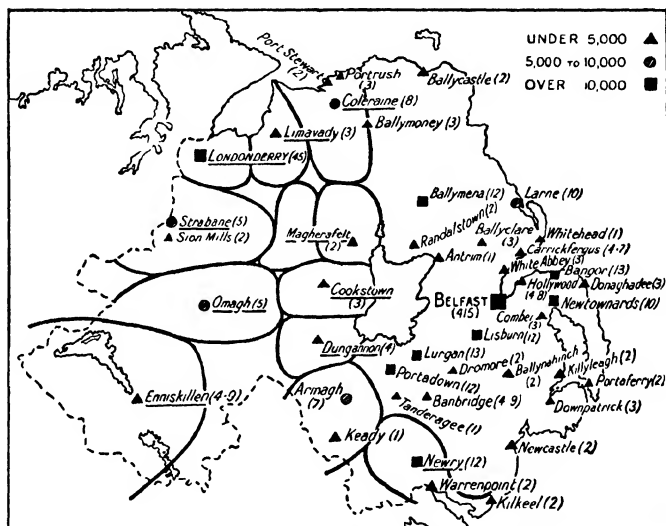 UNDER 5,000
5,000 TO 10,000
OVER 10,000
Port Stewart
(2)
Portrush
(3)
Ballycastle (2)
Coleraine (8)
Limavady (3)
Ballymoney (3)
LONDONDERRY (45)
Ballymena (12)
Larne (10)
Strabane (5)
Sion Mills (2)
Magherafelt
(2)
Randalstown (2)
Ballyclare
(3)
Whitehead (1)
Carrickfergus (4·7)
Antrim (1)
White Abbey (3)
Bangor (13)
Cookstown
(3)
Hollywood
(4·8)
Donaghadee (3)
Omagh (5)
BELFAST
(415)
Newtownards (10)
Comber
(3)
Lisburn (12)
Dungannon (4)
Lurgan (13)
Dromore (2)
Ballynahinch
(2)
Killyleagh (2)
Portadown (12)
Portaferry (2)
Enniskillen (4·9)
Armagh
(7)
Tanderagee (1)
Banbridge (4·9)
Downpatrick (3)
Keady (1)
Newcastle (2)
Newry (12)
Warrenpoint (2)
Kilkeel (2)